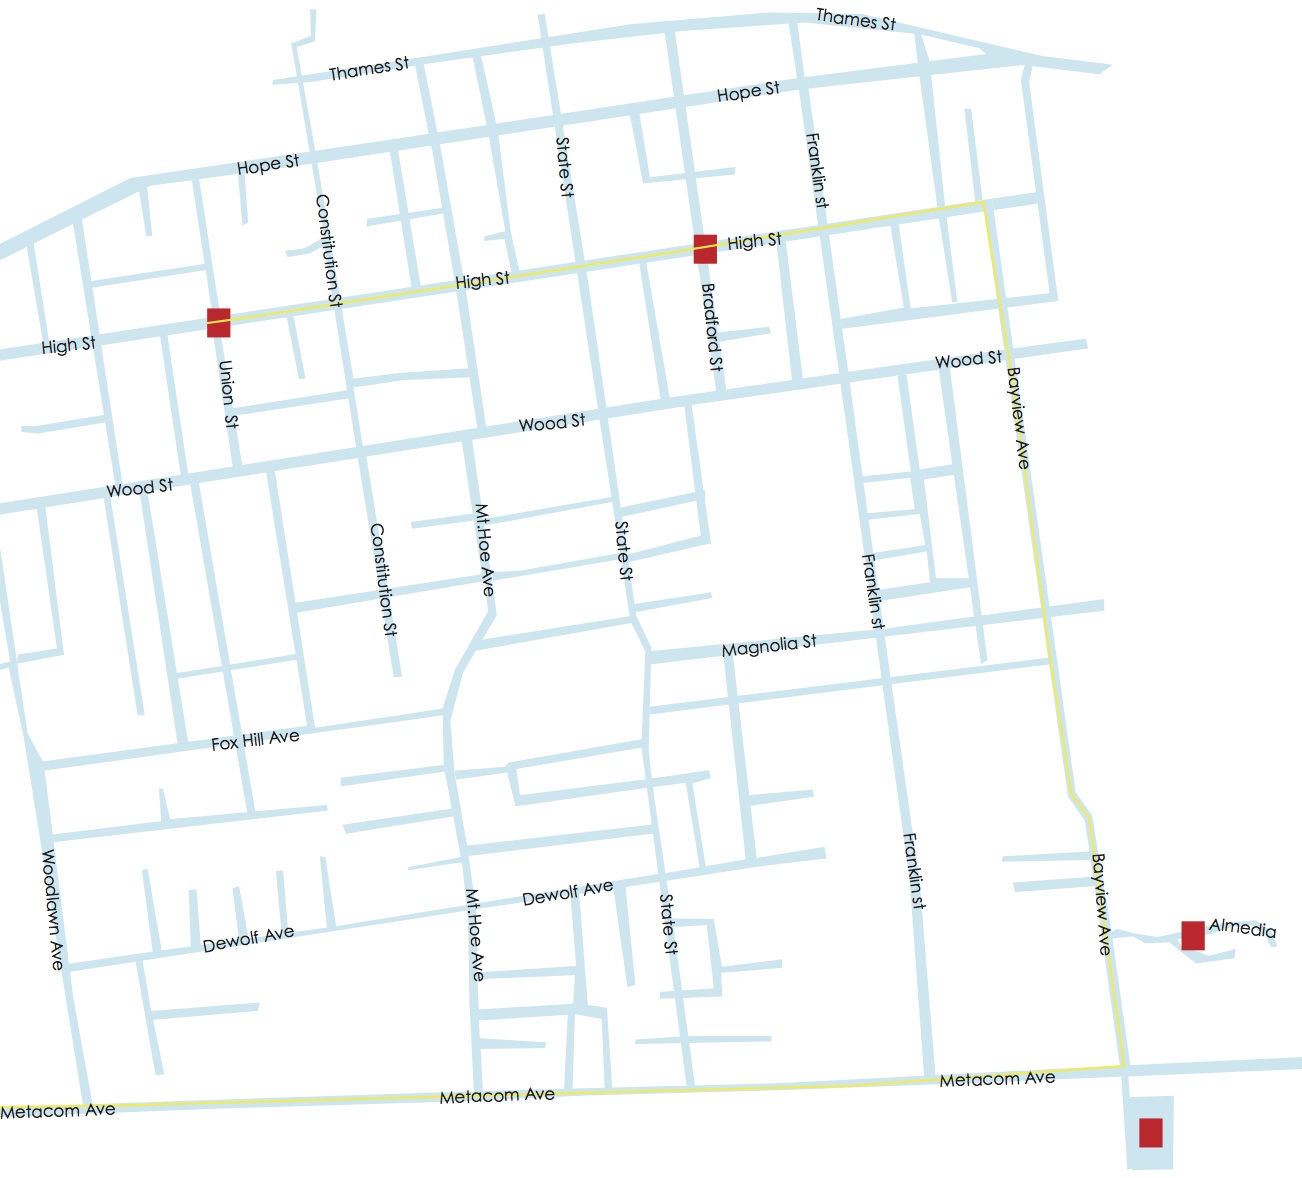 Thames St
Thames St
Hope St
Hope St
State St
Franklin st
Constitution St
High St
High St
High St
Bradford St
Union St
Wood St
Bayview Ave
Wood St
Wood St
Mt.Hoe Ave
State St
Constitution St
Franklin st
Magnolia St
Fox Hill Ave
Franklin st
Woodlawn Ave
Bayview Ave
Dewolf Ave
Mt.Hoe Ave
State St
Almedia
Dewolf Ave
Metacom Ave
Metacom Ave
Metacom Ave